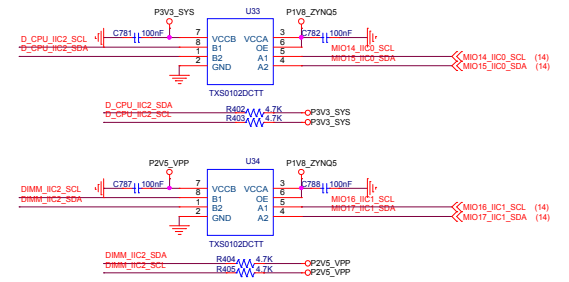 P3V3_SYS U33 P1V8_ZYNQ5
C781 100nF 7 VCCB VCCA 3 C782 100nF
D_CPU_IIC2_SCL 8 B1 OE 6 MIO14_IIC0_SCL
D_CPU_IIC2_SDA 1 B2 A1 5 MIO15_IIC0_SDA MIO14_IIC0_SCL (14)
2 GND A2 4 MIO15_IIC0_SDA (14)
TXS0102DCTT
D_CPU_IIC2_SDA R402 4.7K P3V3_SYS
D_CPU_IIC2_SCL R403 4.7K P3V3_SYS
P2V5_VPP U34 P1V8_ZYNQ5
C787 100nF 7 VCCB VCCA 3 C788 100nF
DIMM_IIC2_SCL 8 B1 OE 6 MIO16_IIC1_SCL
DIMM_IIC2_SDA 1 B2 A1 5 MIO17_IIC1_SDA MIO16_IIC1_SCL (14)
2 GND A2 4 MIO17_IIC1_SDA (14)
TXS0102DCTT
DIMM_IIC2_SDA R404 4.7K P2V5_VPP
DIMM_IIC2_SCL R405 4.7K P2V5_VPP